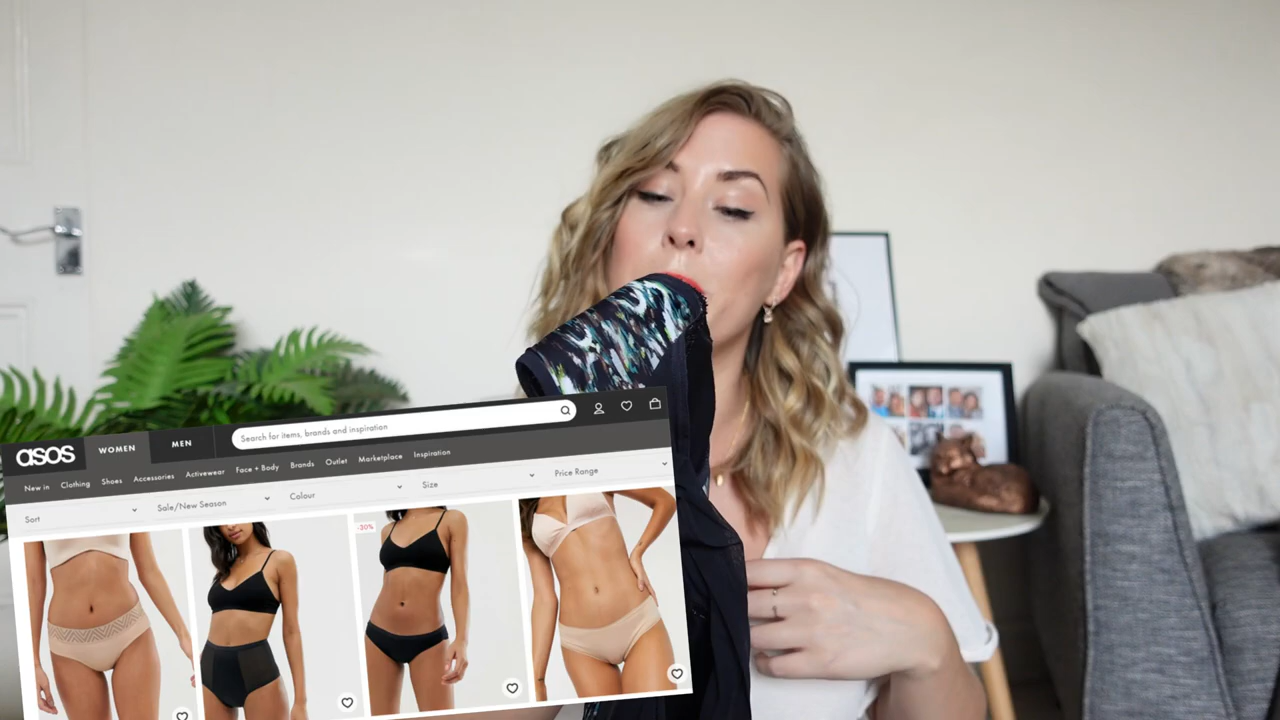 asos
WOMEN
MEN
Search for items, brands and inspiration
New in Clothing Shoes Accessories Activewear Face + Body Brands Outlet Marketplace Inspiration
Sort Sale/New Season Colour Size Price Range
-30%